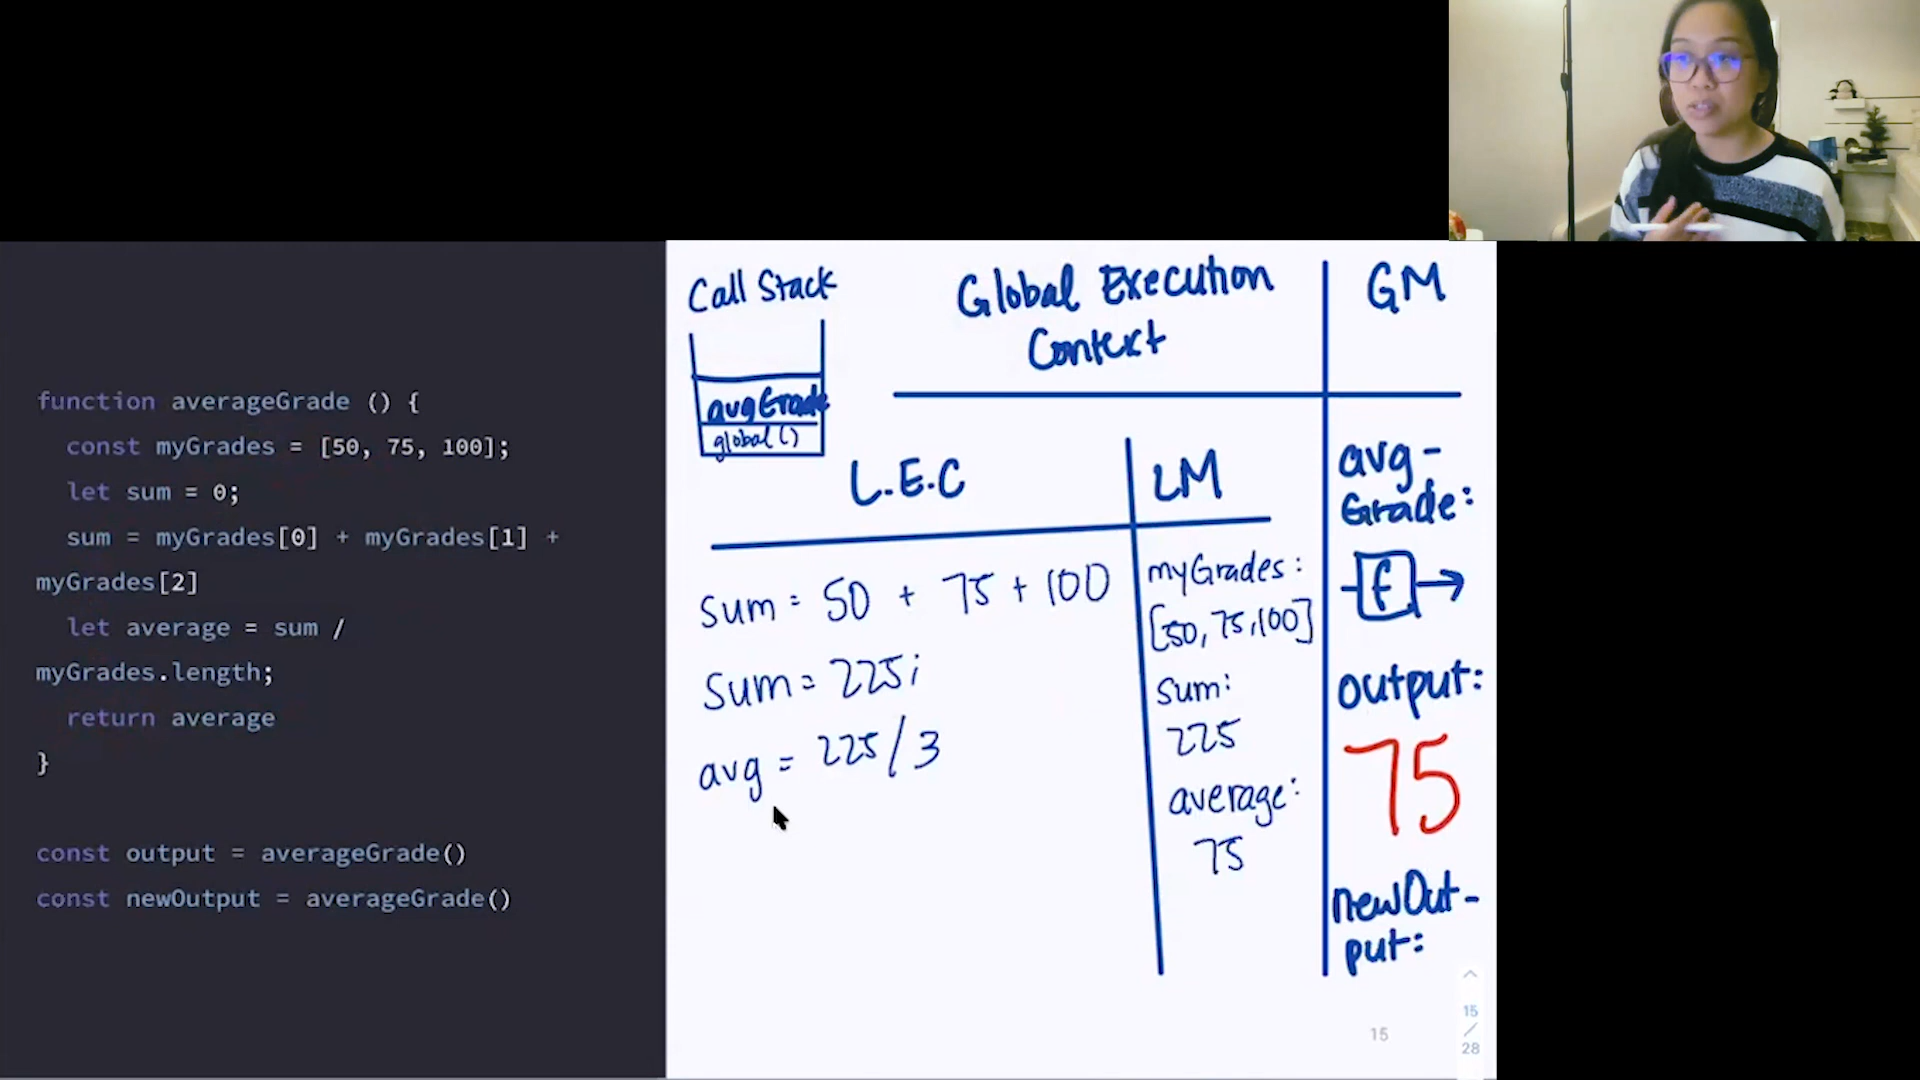 function averageGrade () {
const myGrades = [50, 75, 100];
let sum = 0;
sum = myGrades[0] + myGrades[1] +
myGrades[2]
let average = sum /
myGrades.length;
return average
}
const output = averageGrade()
const newOutput = averageGrade()
Call Stack
avgGrade
global()
Global Execution
Context
GM
L.E.C
LM
sum = 50 + 75 + 100
sum = 225;
avg = 225/3
myGrades:
[50, 75, 100]
sum:
225
average:
75
avg-
Grade:
f
output:
75
newOut-
put:
15
15
/
28